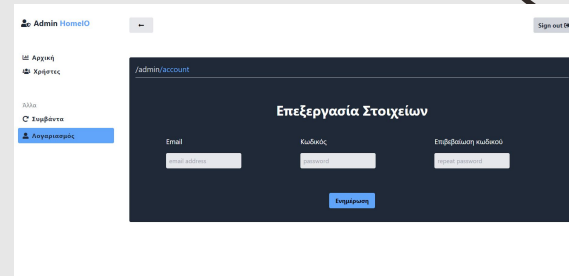 Admin HomeIO
←
Sign out
Αρχική
Χρήστες
Άλλα
Συμβάντα
Λογαριασμός
/admin/account
Επεξεργασία Στοιχείων
Email
Κωδικός
Επιβεβαίωση κωδικού
email address
password
repeat password
Ενημέρωση